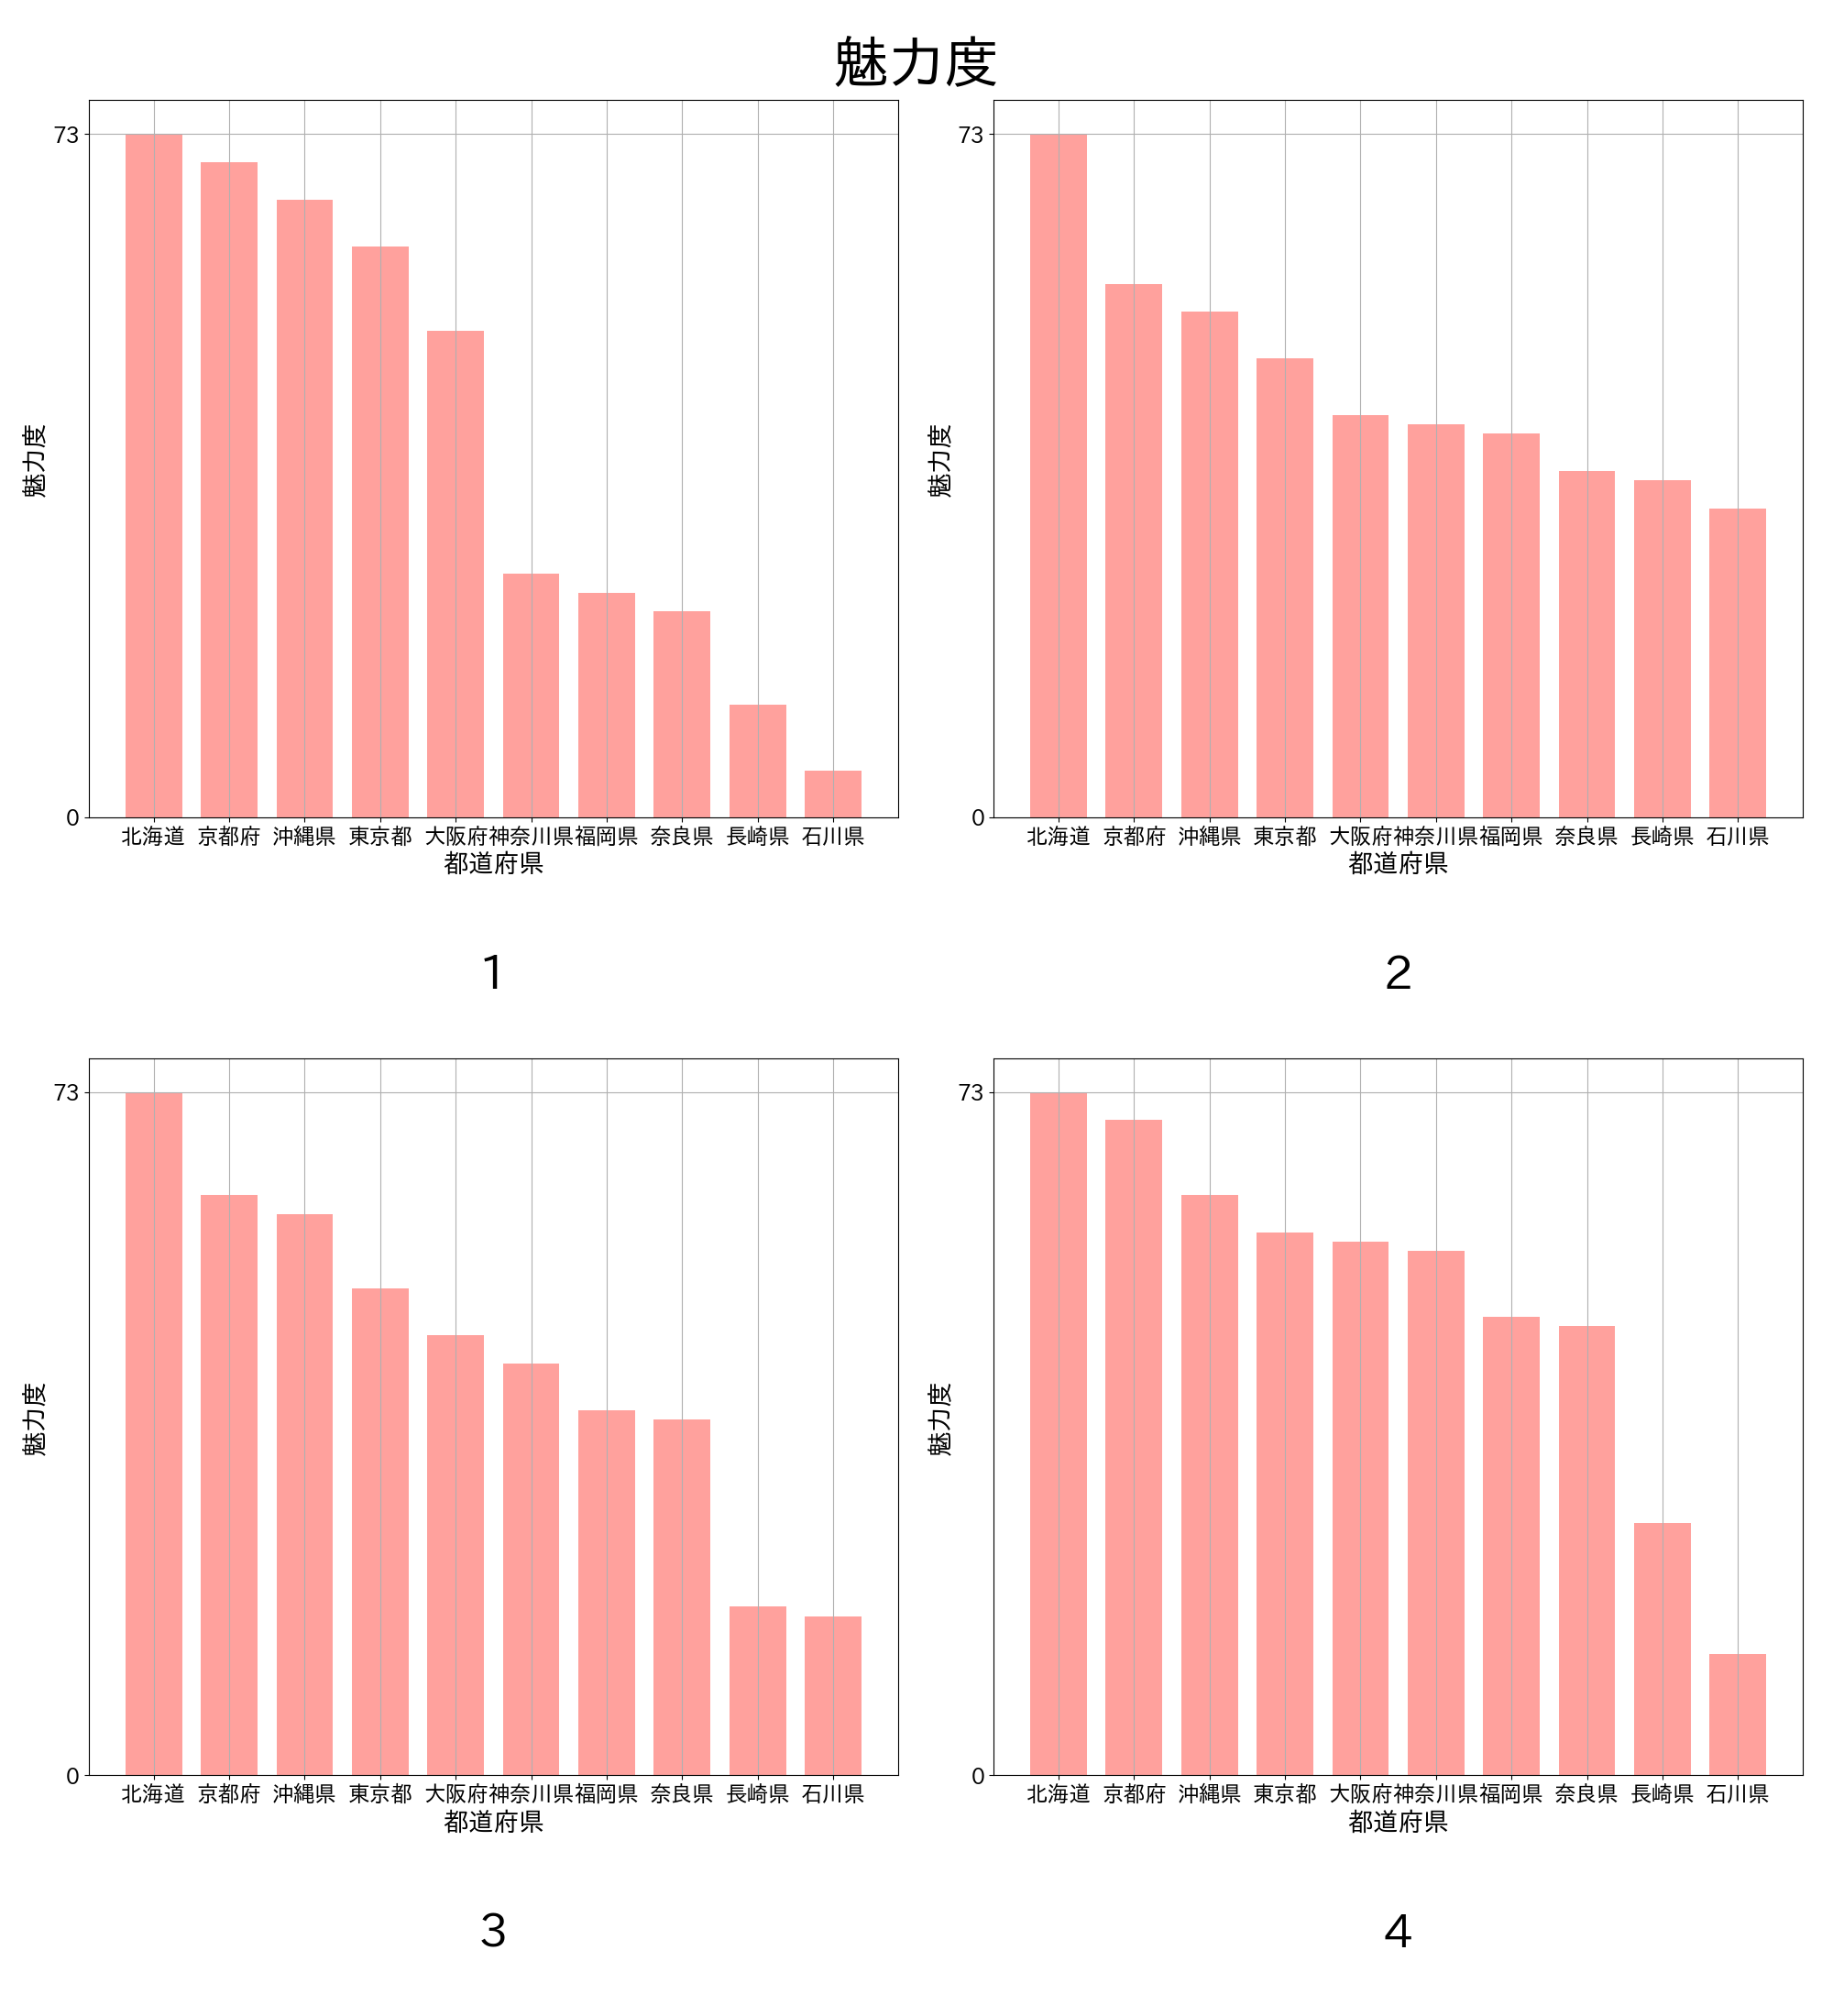 魅力度
73
0
魅力度
北海道 京都府 沖縄県 東京都 大阪府 神奈川県 福岡県 奈良県 長崎県 石川県
都道府県
1
73
0
魅力度
北海道 京都府 沖縄県 東京都 大阪府 神奈川県 福岡県 奈良県 長崎県 石川県
都道府県
2
73
0
魅力度
北海道 京都府 沖縄県 東京都 大阪府 神奈川県 福岡県 奈良県 長崎県 石川県
都道府県
3
73
0
魅力度
北海道 京都府 沖縄県 東京都 大阪府 神奈川県 福岡県 奈良県 長崎県 石川県
都道府県
4